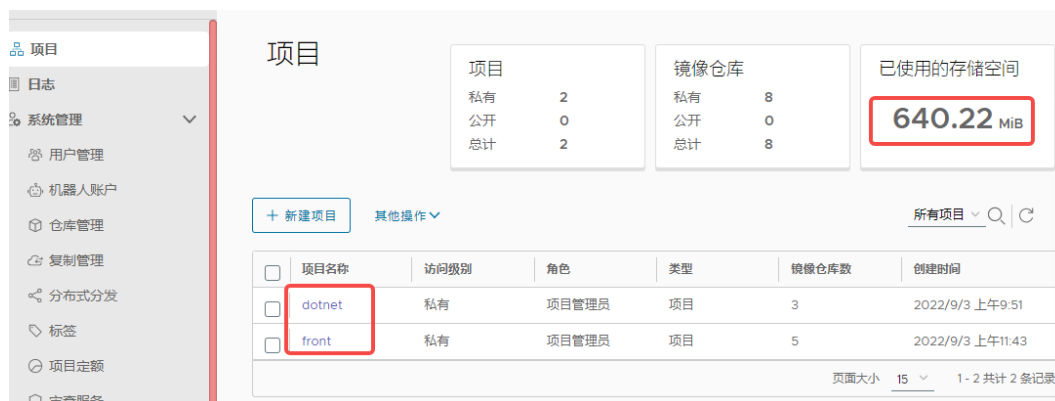 项目
日志
系统管理
用户管理
机器人账户
仓库管理
复制管理
分布式分发
标签
项目定额
项目
项目
私有 2
公开 0
总计 2
镜像仓库
私有 8
公开 0
总计 8
已使用的存储空间
640.22 MiB
+ 新建项目 其他操作
所有项目
项目名称 访问级别 角色 类型 镜像仓库数 创建时间
dotnet 私有 项目管理员 项目 3 2022/9/3 上午9:51
front 私有 项目管理员 项目 5 2022/9/3 上午11:43
页面大小 15 1 - 2 共计 2 条记录